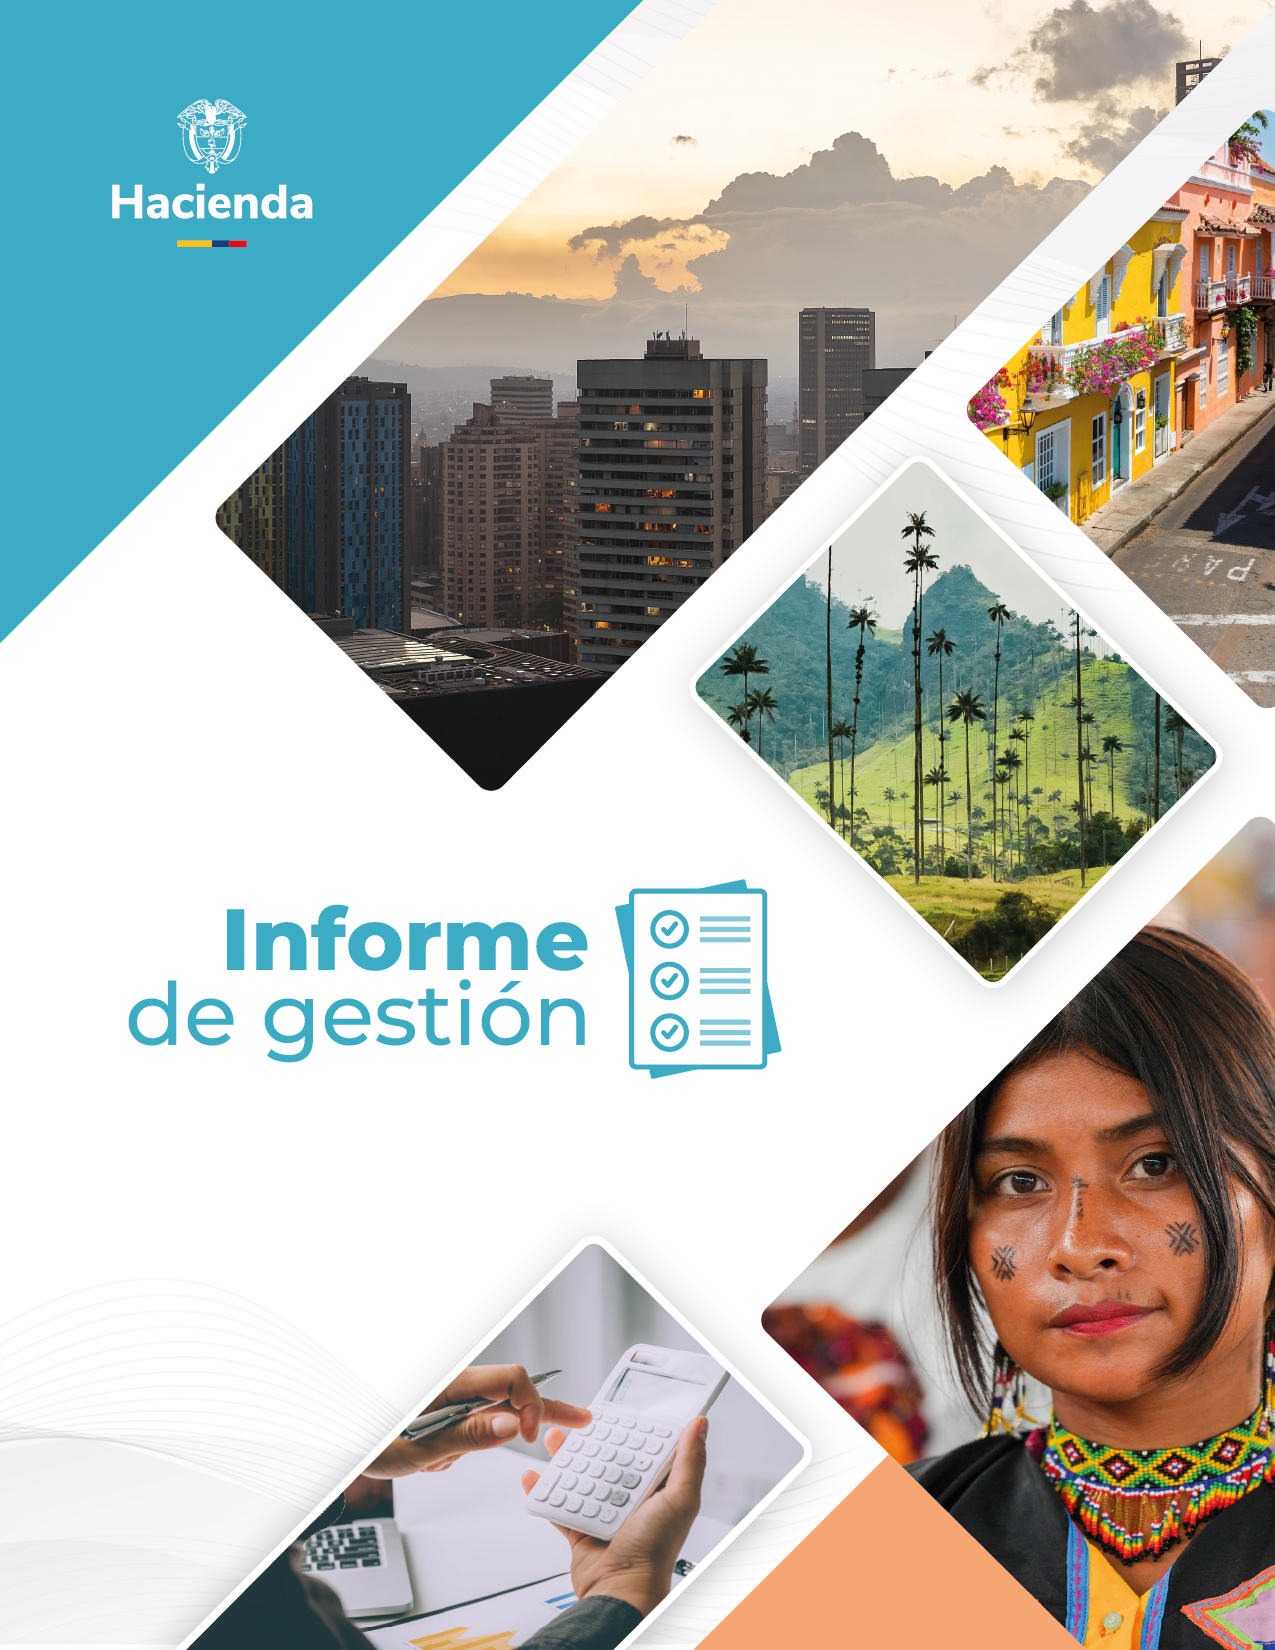 Hacienda
Informe
de gestión